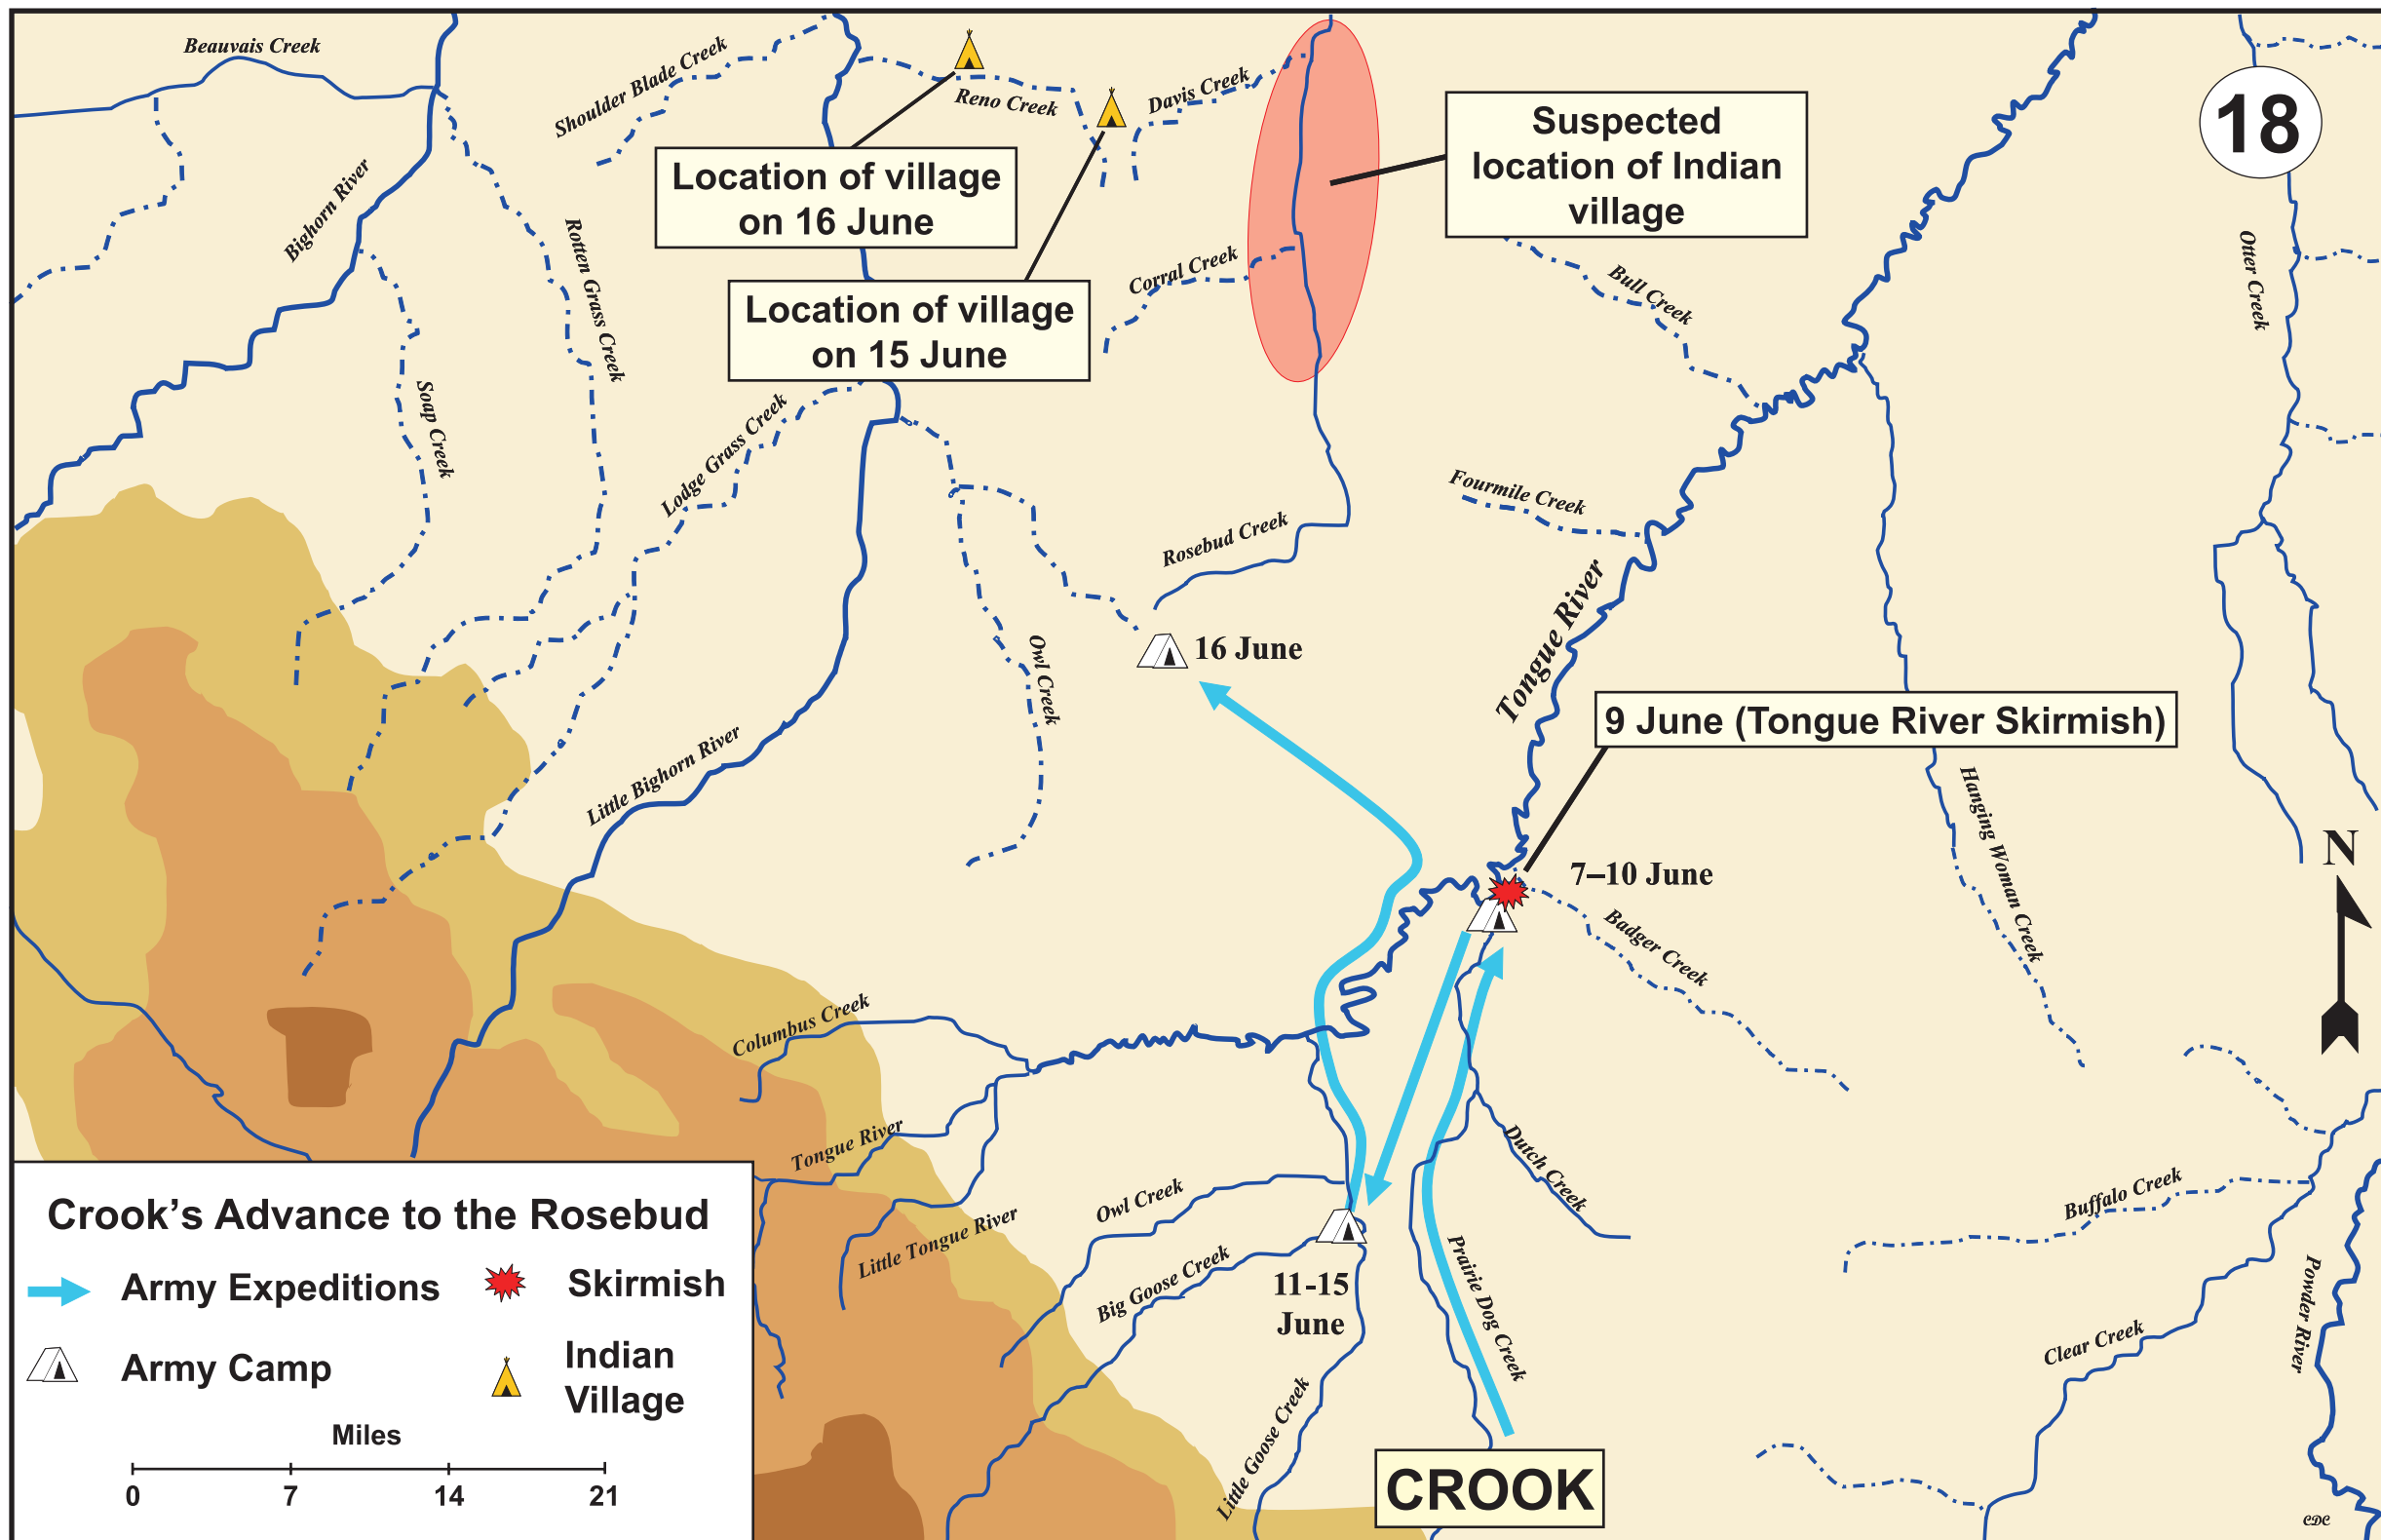 Beauvais Creek
Shoulder Blade Creek
Reno Creek
Davis Creek
18
Suspected
location of Indian
village
Location of village
on 16 June
Bighorn River
Rotten Grass Creek
Location of village
on 15 June
Corral Creek
Bull Creek
Otter Creek
Soap Creek
Lodge Grass Creek
Rosebud Creek
Fourmile Creek
Tongue River
16 June
Owl Creek
9 June (Tongue River Skirmish)
Little Bighorn River
Hanging Woman Creek
N
7–10 June
Badger Creek
Columbus Creek
Tongue River
Little Tongue River
Owl Creek
Big Goose Creek
Dutch Creek
Buffalo Creek
11-15
June
Prairie Dog Creek
Little Goose Creek
Clear Creek
Powder River
CROOK
Crook’s Advance to the Rosebud
Army Expeditions
Skirmish
Army Camp
Indian
Village
Miles
0 7 14 21
CDC